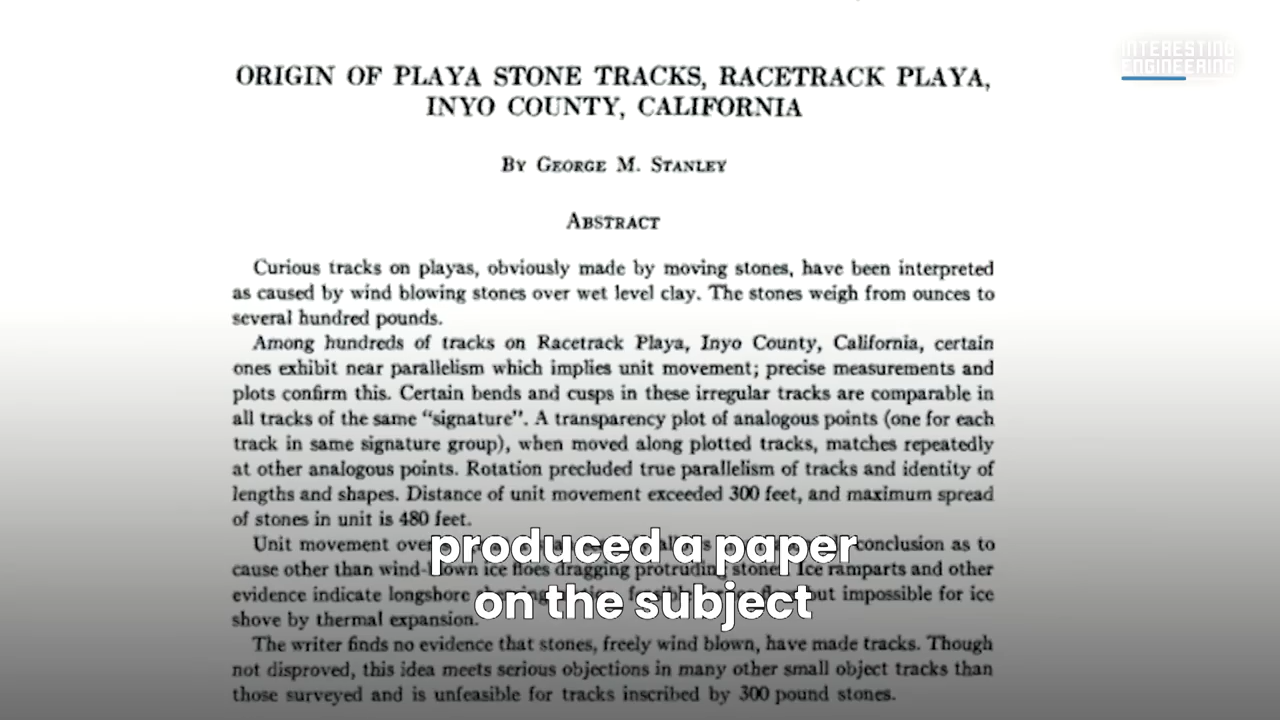 INTERESTING
ENGINEERING
ORIGIN OF PLAYA STONE TRACKS, RACETRACK PLAYA,
INYO COUNTY, CALIFORNIA
BY GEORGE M. STANLEY
ABSTRACT
Curious tracks on playas, obviously made by moving stones, have been interpreted
as caused by wind blowing stones over wet level clay. The stones weigh from ounces to
several hundred pounds.
Among hundreds of tracks on Racetrack Playa, Inyo County, California, certain
ones exhibit near parallelism which implies unit movement; precise measurements and
plots confirm this. Certain bends and cusps in these irregular tracks are comparable in
all tracks of the same "signature". A transparency plot of analogous points (one for each
track in same signature group), when moved along plotted tracks, matches repeatedly
at other analogous points. Rotation precluded true parallelism of tracks and identity of
lengths and shapes. Distance of unit movement exceeded 300 feet, and maximum spread
of stones in unit is 480 feet.
Unit movement over conclusion as to
cause other than wind-blown ice floes dragging protruding stones. Ice ramparts and other
evidence indicate longshore but impossible for ice
shove by thermal expansion.
The writer finds no evidence that stones, freely wind blown, have made tracks. Though
not disproved, this idea meets serious objections in many other small object tracks than
those surveyed and is unfeasible for tracks inscribed by 300 pound stones.
produced a paper
on the subject